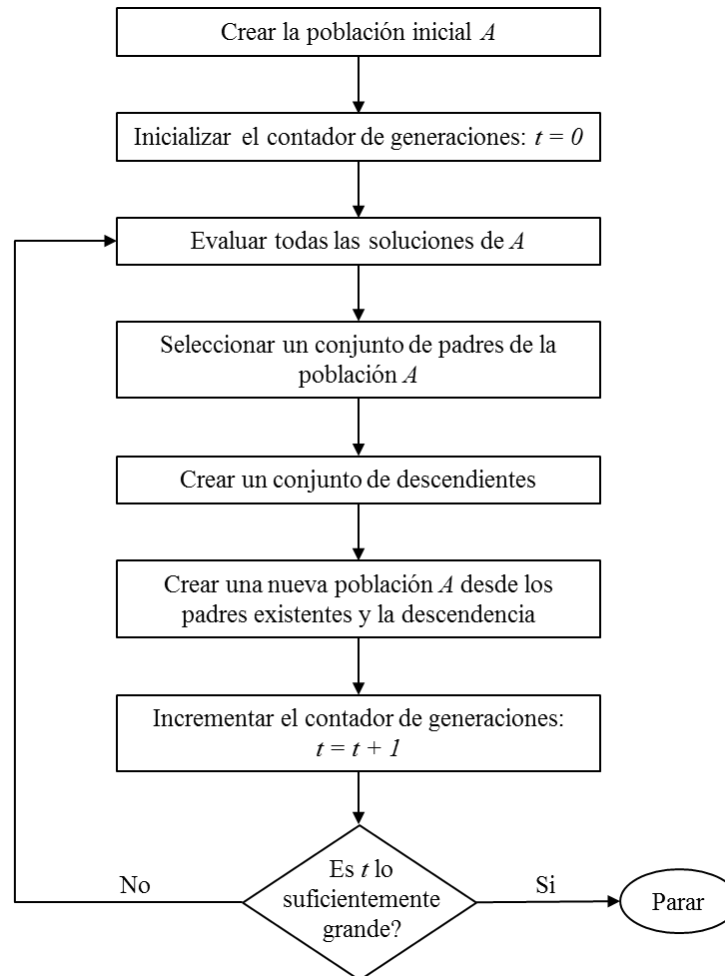 Crear la población inicial A
Inicializar el contador de generaciones: t = 0
Evaluar todas las soluciones de A
Seleccionar un conjunto de padres de la
población A
Crear un conjunto de descendientes
Crear una nueva población A desde los
padres existentes y la descendencia
Incrementar el contador de generaciones:
t = t + 1
Es t lo
suficientemente
grande?
No
Si
Parar